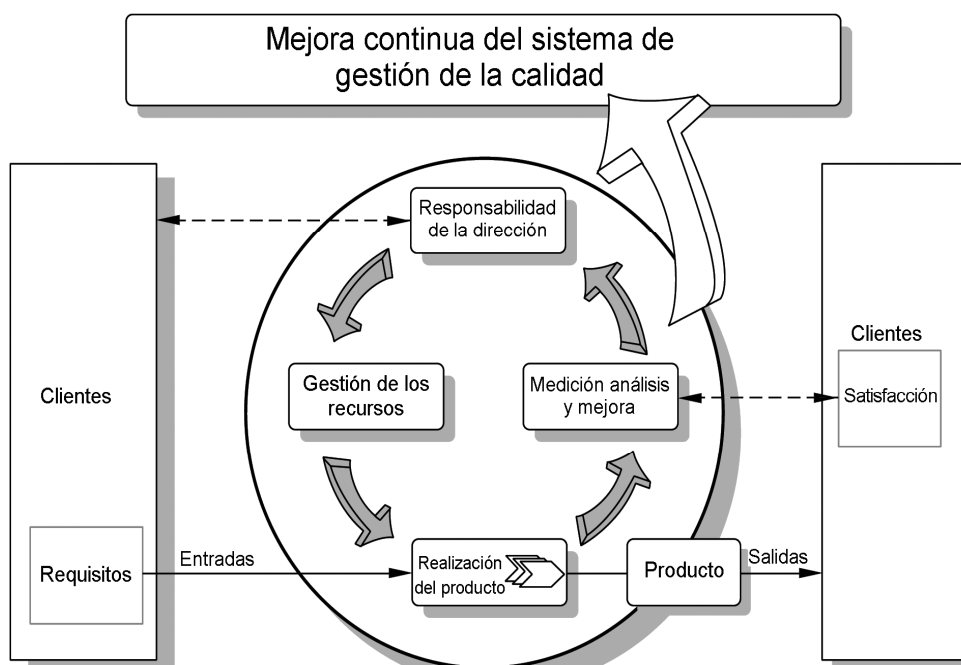 Mejora continua del sistema de
gestión de la calidad
Responsabilidad
de la dirección
Clientes
Gestión de los
recursos
Medición análisis
y mejora
Clientes
Satisfacción
Requisitos
Entradas
Realización
del producto
Producto
Salidas